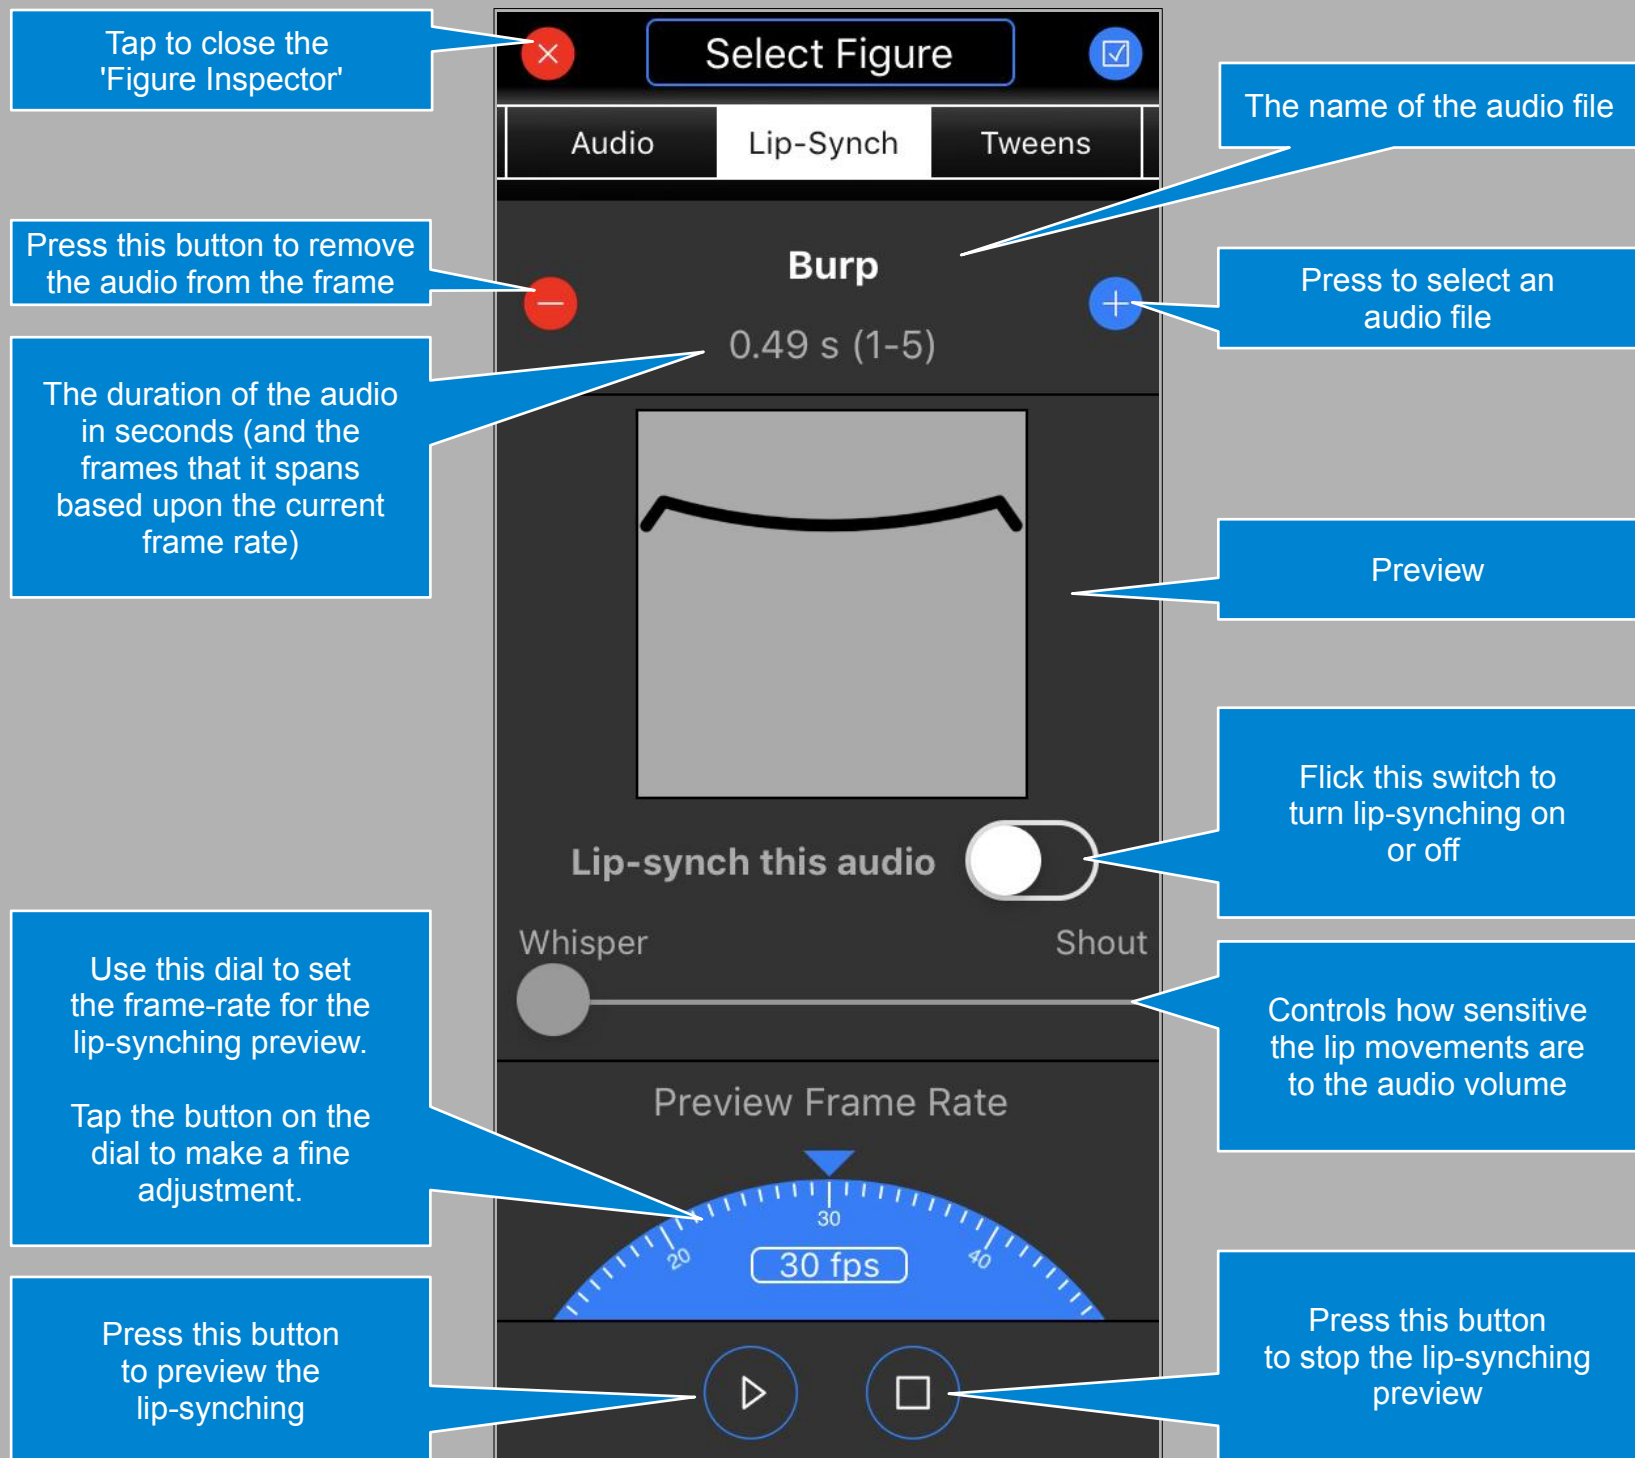 Tap to close the
'Figure Inspector'
Select Figure
The name of the audio file
Audio
Lip-Synch
Tweens
Press this button to remove
the audio from the frame
Burp
Press to select an
audio file
0.49 s (1-5)
The duration of the audio
in seconds (and the
frames that it spans
based upon the current
frame rate)
Preview
Flick this switch to
turn lip-synching on
or off
Lip-synch this audio
Whisper
Shout
Use this dial to set
the frame-rate for the
lip-synching preview.
Tap the button on the
dial to make a fine
adjustment.
Controls how sensitive
the lip movements are
to the audio volume
Preview Frame Rate
20
30
40
30 fps
Press this button
to preview the
lip-synching
Press this button
to stop the lip-synching
preview